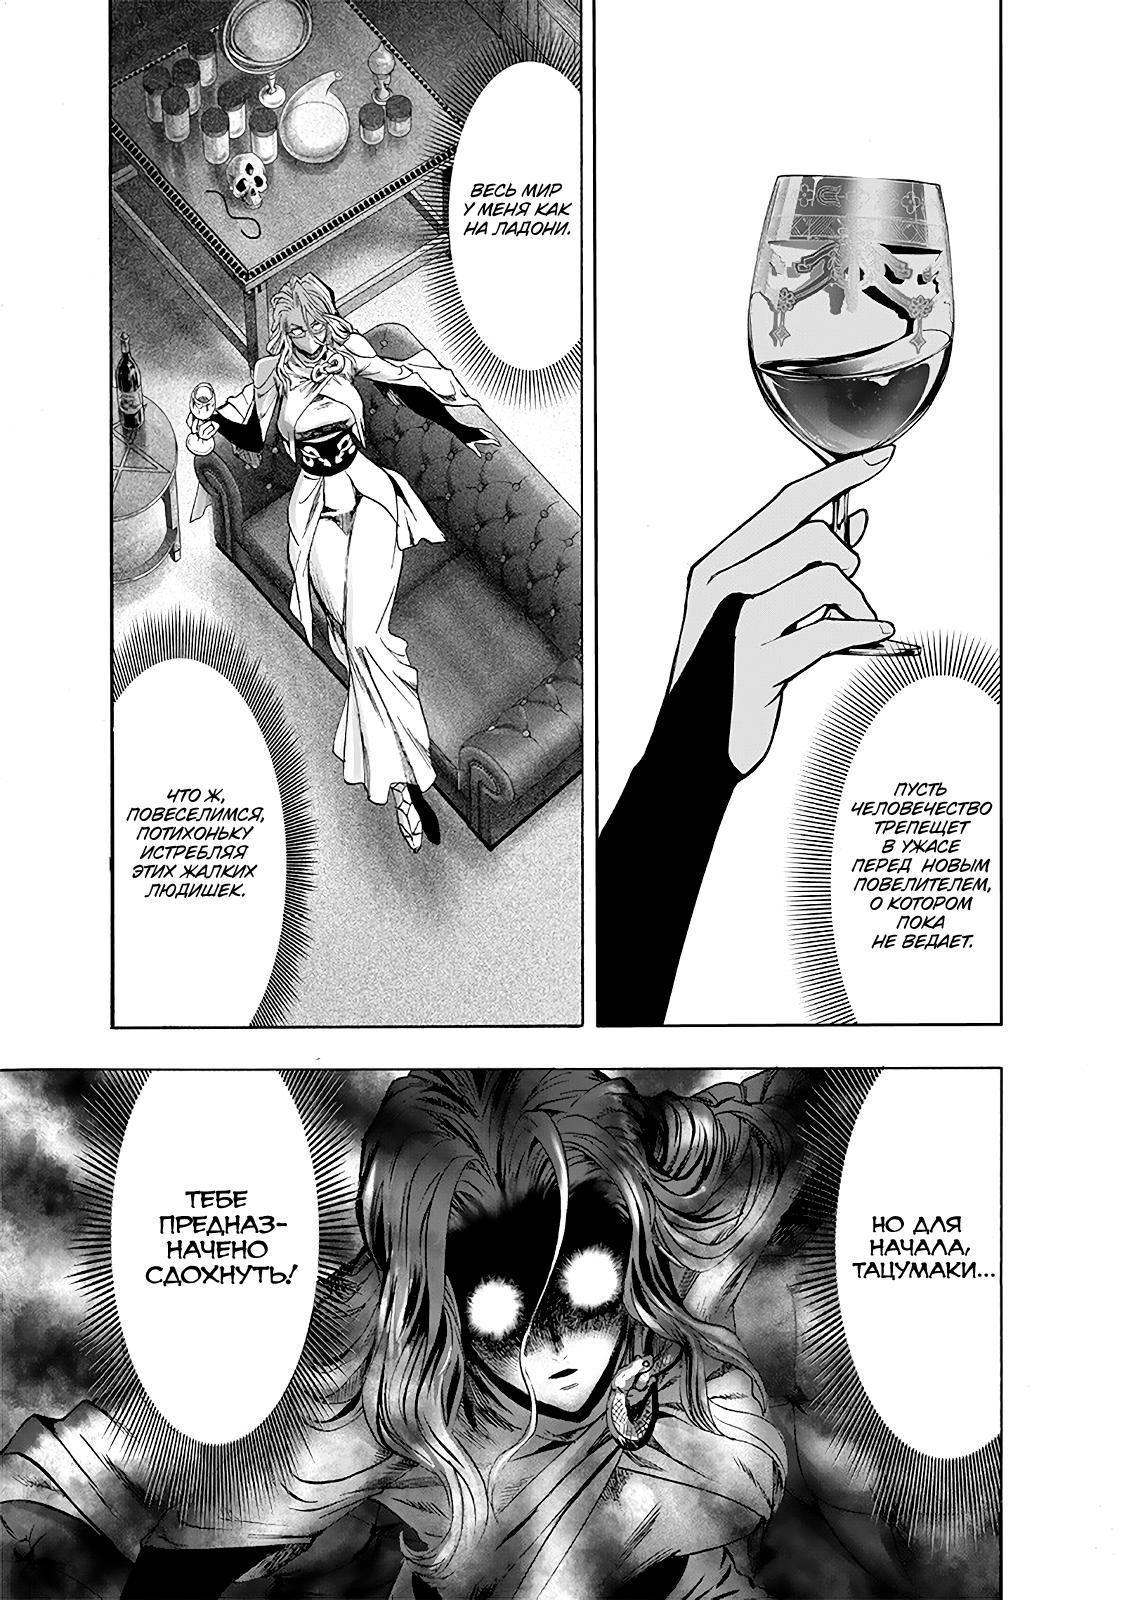 ПУСТЬ
ЧЕЛОВЕЧЕСТВО
ТРЕПЕЩЕТ
В УЖАСЕ
ПЕРЕД НОВЫМ
ПОВЕЛИТЕЛЕМ,
О КОТОРОМ
ПОКА
НЕ ВЕДАЕТ.
ВЕСЬ МИР
У МЕНЯ КАК
НА ЛАДОНИ.
ЧТО Ж,
ПОВЕСЕЛИМСЯ,
ПОТИХОНЬКУ
ИСТРЕБЛЯЯ
ЭТИХ ЖАЛКИХ
ЛЮДИШЕК.
НО ДЛЯ
НАЧАЛА,
ТАЦУМАКИ...
ТЕБЕ
ПРЕДНАЗ-
НАЧЕНО
СДОХНУТЬ!